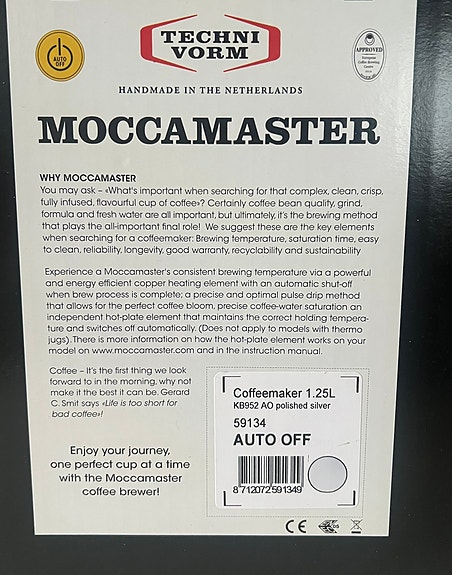 AUTO
OFF
TECHNI
VORM
APPROVED
European
Coffee Brewing
Centre
HANDMADE IN THE NETHERLANDS
MOCCAMASTER
WHY MOCCAMASTER
You may ask – «What's important when searching for that complex, clean, crisp,
fully infused, flavourful cup of coffee»? Certainly coffee bean quality, grind,
formula and fresh water are all important, but ultimately, it's the brewing method
that plays the all-important final role! We suggest these are the key elements
when searching for a coffeemaker: Brewing temperature, saturation time, easy
to clean, reliability, longevity, good warranty, recyclability and sustainability
Experience a Moccamaster's consistent brewing temperature via a powerful
and energy efficient copper heating element with an automatic shut-off
when brew process is complete; a precise and optimal pulse drip method
that allows for the perfect coffee bloom, precise coffee-water saturation an
independent hot-plate element that maintains the correct holding tempera-
ture and switches off automatically. (Does not apply to models with thermo
jugs). There is more information on how the hot-plate element works on your
model on www.moccamaster.com and in the instruction manual.
Coffee – It's the first thing we look
forward to in the morning, why not
make it the best it can be. Gerard
C. Smit says «Life is too short for
bad coffee»!
Enjoy your journey,
one perfect cup at a time
with the Moccamaster
coffee brewer!
Coffeemaker 1.25L
KB952 AO polished silver
59134
AUTO OFF
8 712072 591349
CE